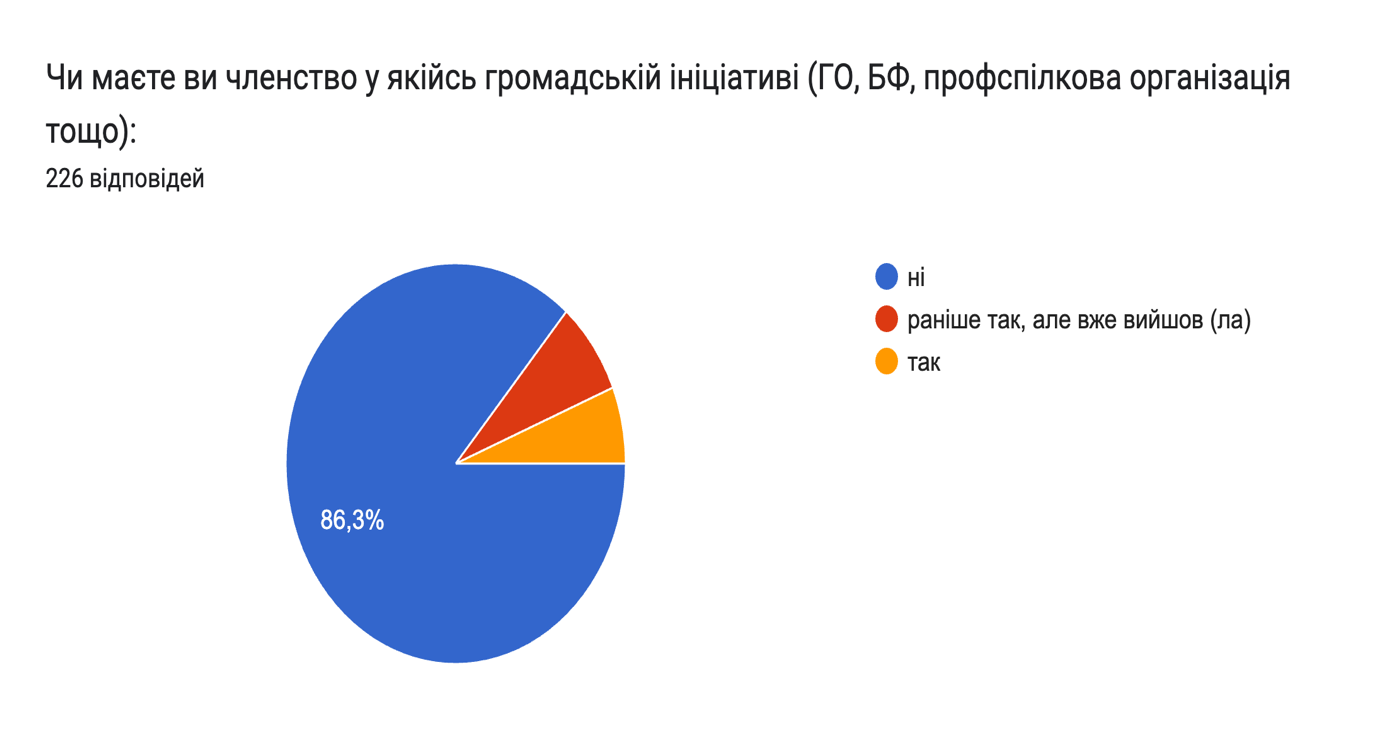 Чи маєте ви членство у якійсь громадській ініціативі (ГО, БФ, профспілкова організація
тощо):
226 відповідей
ні
раніше так, але вже вийшов (ла)
так
86,3%